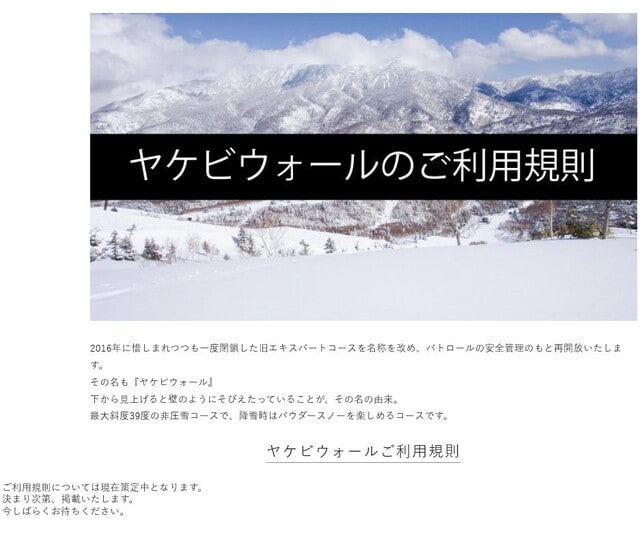 ヤケビウォールのご利用規則
2016年に惜しまれつつも一度閉鎖した旧エキスパートコースを名称を改め、パトロールの安全管理のもと再開放いたしま
す。
その名も『ヤケビウォール』
下から見上げると壁のようにそびえたっていることが、その名の由来。
最大斜度39度の非圧雪コースで、降雪時はパウダースノーを楽しめるコースです。
ヤケビウォールご利用規則
ご利用規則については現在策定中となります。
決まり次第、掲載いたします。
今しばらくお待ちください。